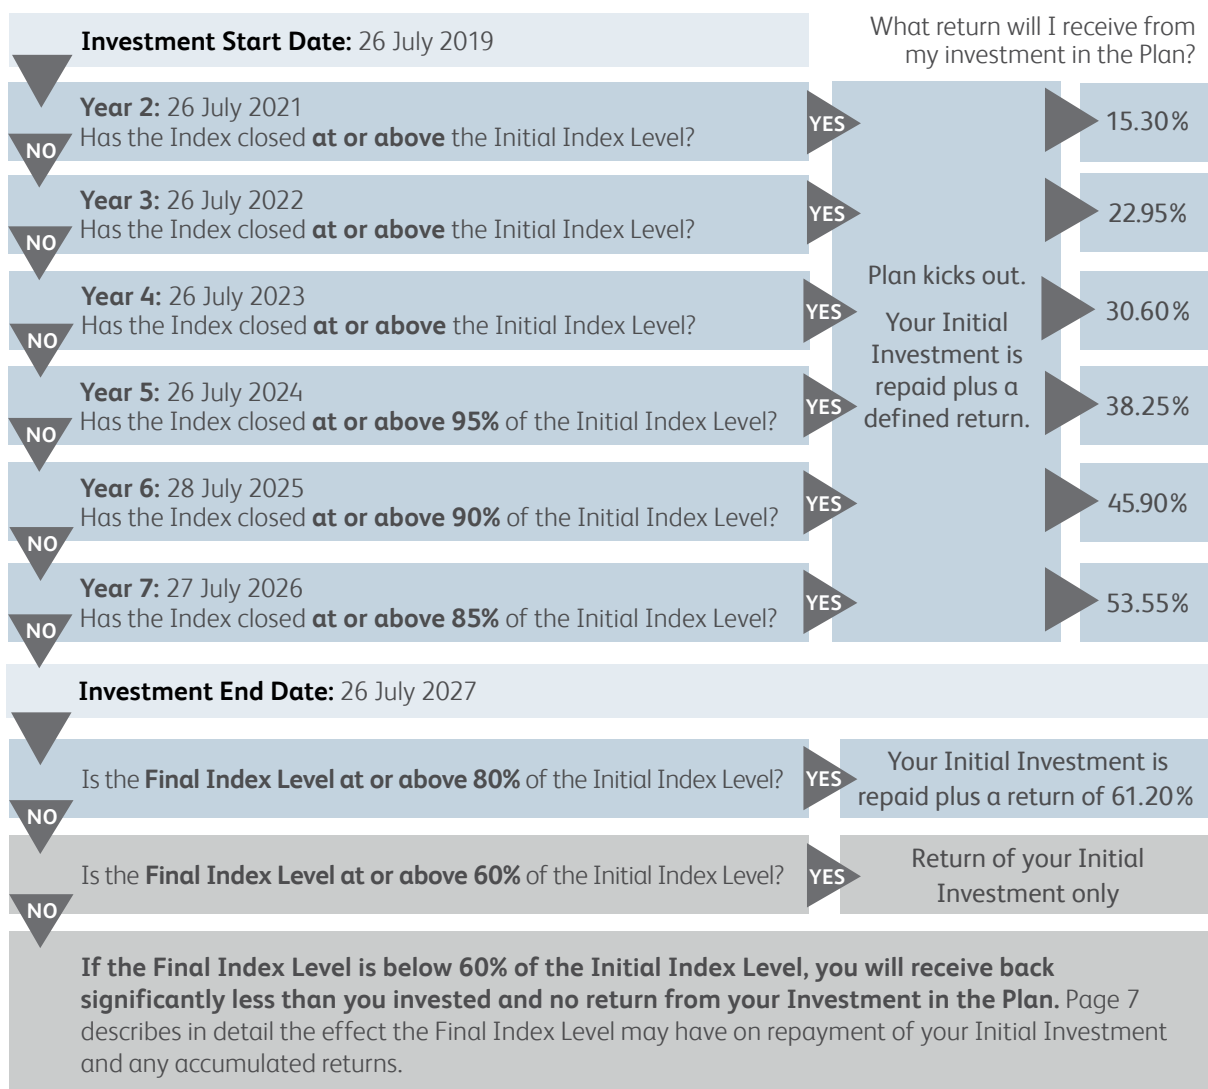 Investment Start Date: 26 July 2019
What return will I receive from
my investment in the Plan?
Year 2: 26 July 2021
Has the Index closed at or above the Initial Index Level?
YES
15.30%
NO
Year 3: 26 July 2022
Has the Index closed at or above the Initial Index Level?
YES
22.95%
NO
Year 4: 26 July 2023
Has the Index closed at or above the Initial Index Level?
YES
30.60%
NO
Year 5: 26 July 2024
Has the Index closed at or above 95% of the Initial Index Level?
YES
38.25%
NO
Year 6: 28 July 2025
Has the Index closed at or above 90% of the Initial Index Level?
YES
45.90%
NO
Year 7: 27 July 2026
Has the Index closed at or above 85% of the Initial Index Level?
YES
53.55%
NO
Plan kicks out.
Your Initial
Investment is
repaid plus a
defined return.
Investment End Date: 26 July 2027
Is the Final Index Level at or above 80% of the Initial Index Level?
YES
Your Initial Investment is
repaid plus a return of 61.20%
NO
Is the Final Index Level at or above 60% of the Initial Index Level?
YES
Return of your Initial
Investment only
NO
If the Final Index Level is below 60% of the Initial Index Level, you will receive back
significantly less than you invested and no return from your Investment in the Plan. Page 7
describes in detail the effect the Final Index Level may have on repayment of your Initial Investment
and any accumulated returns.